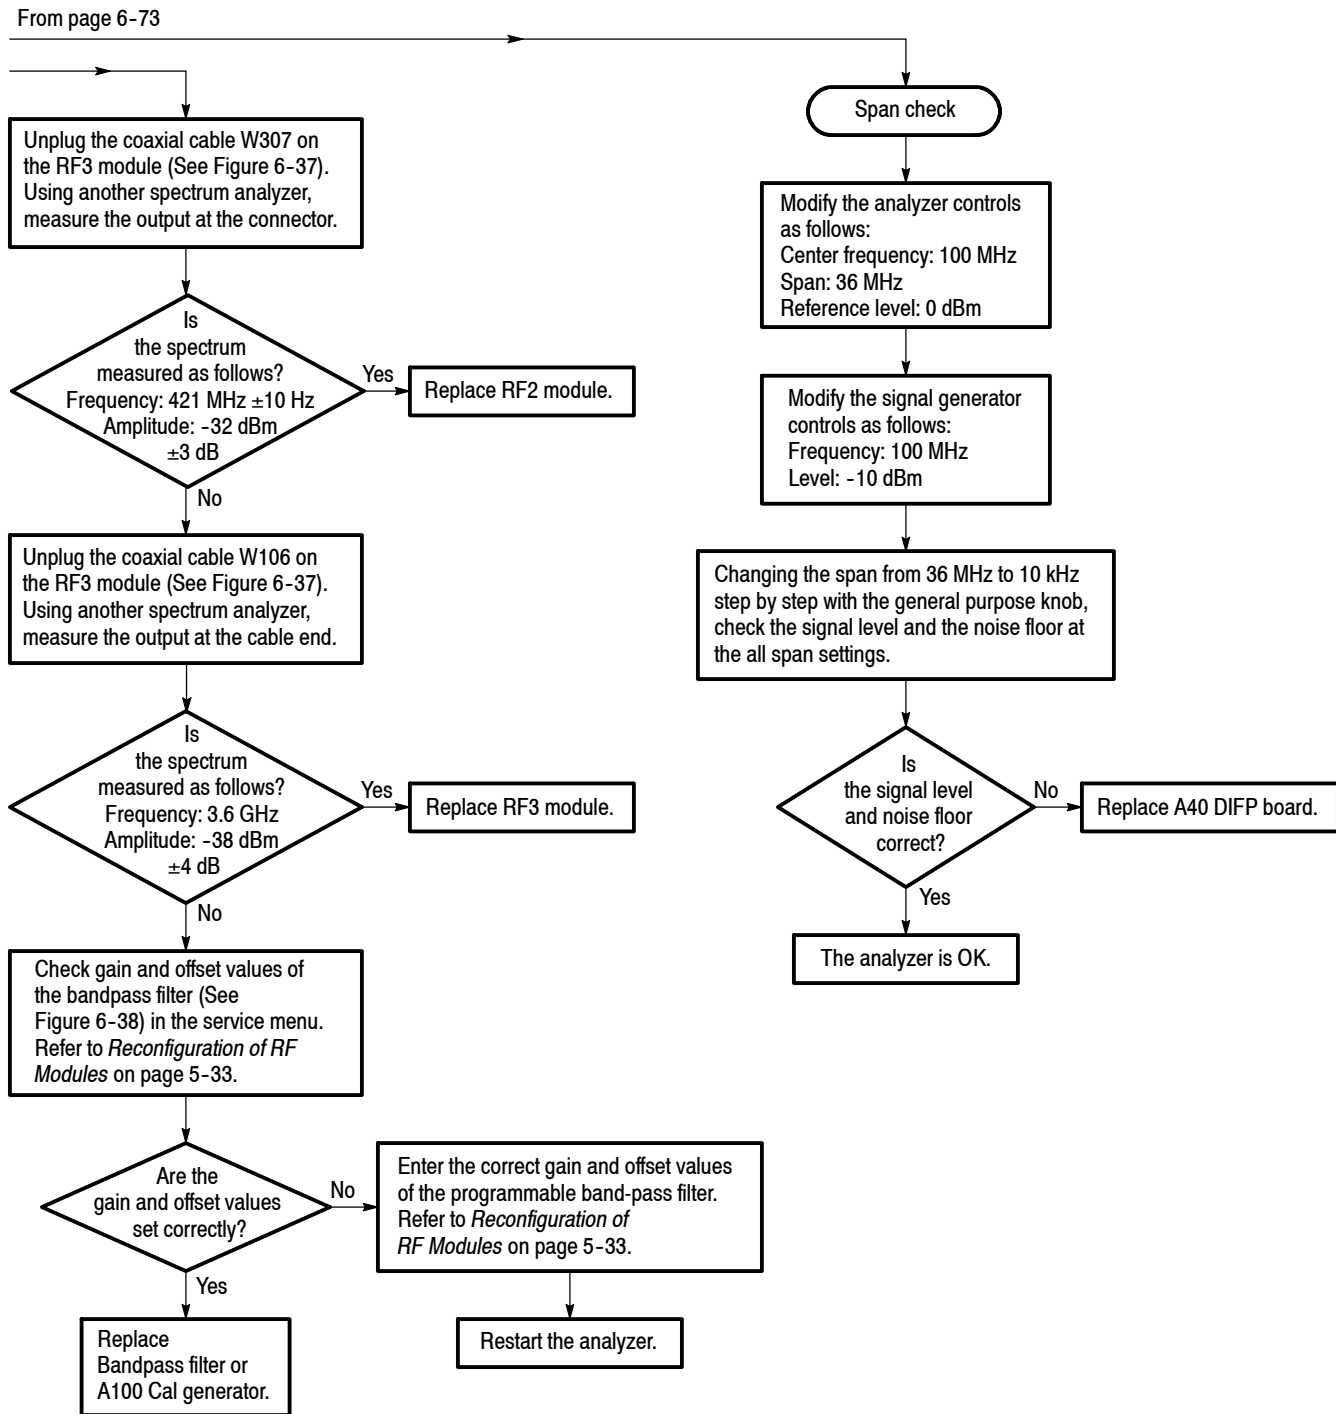 From page 6-73
Unplug the coaxial cable W307 on
the RF3 module (See Figure 6-37).
Using another spectrum analyzer,
measure the output at the connector.
Is
the spectrum
measured as follows?
Frequency: 421 MHz ±10 Hz
Amplitude: -32 dBm
±3 dB
Yes
Replace RF2 module.
No
Unplug the coaxial cable W106 on
the RF3 module (See Figure 6-37).
Using another spectrum analyzer,
measure the output at the cable end.
Is
the spectrum
measured as follows?
Frequency: 3.6 GHz
Amplitude: -38 dBm
±4 dB
Yes
Replace RF3 module.
No
Check gain and offset values of
the bandpass filter (See
Figure 6-38) in the service menu.
Refer to Reconfiguration of RF
Modules on page 5-33.
Are the
gain and offset values
set correctly?
No
Enter the correct gain and offset values
of the programmable band-pass filter.
Refer to Reconfiguration of
RF Modules on page 5-33.
Restart the analyzer.
Yes
Replace
Bandpass filter or
A100 Cal generator.
Span check
Modify the analyzer controls
as follows:
Center frequency: 100 MHz
Span: 36 MHz
Reference level: 0 dBm
Modify the signal generator
controls as follows:
Frequency: 100 MHz
Level: -10 dBm
Changing the span from 36 MHz to 10 kHz
step by step with the general purpose knob,
check the signal level and the noise floor at
the all span settings.
Is
the signal level
and noise floor
correct?
No
Replace A40 DIFP board.
Yes
The analyzer is OK.